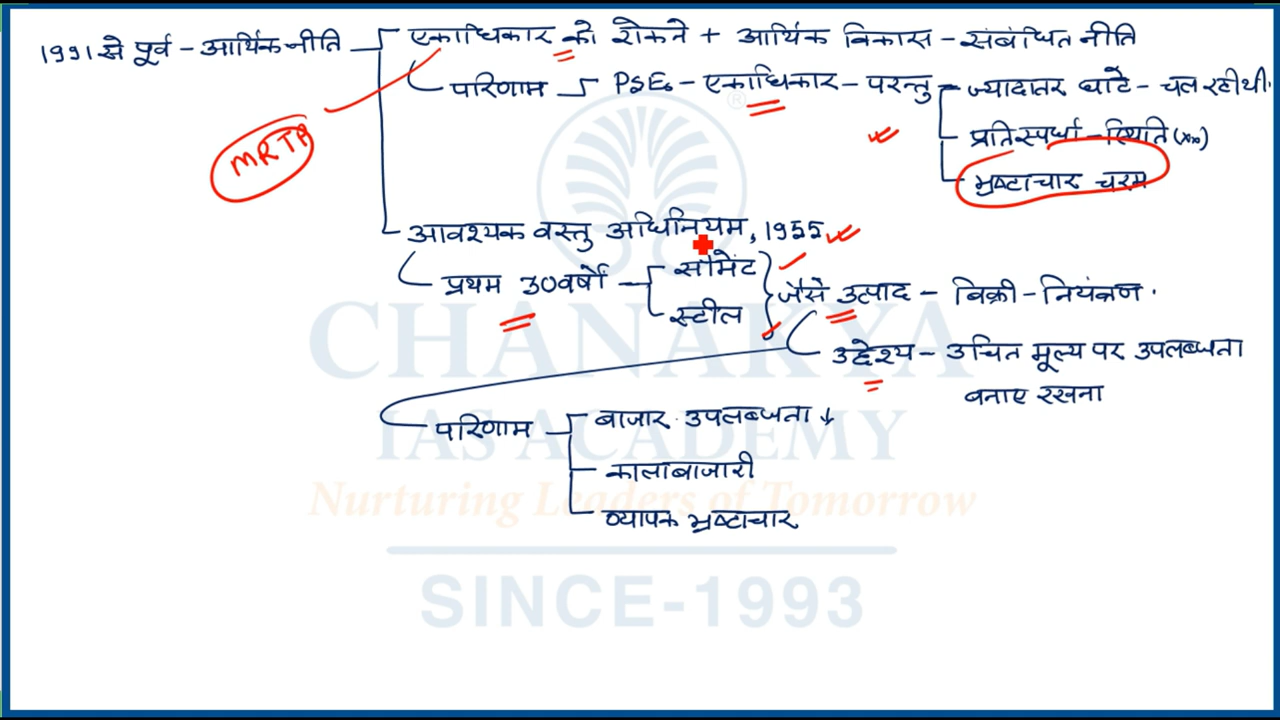 1991 से पूर्व - आर्थिक नीति
एकाधिकार को रोकने + आर्थिक विकास - संबंधित नीति
परिणाम
PSEs - एकाधिकार - परन्तु
ज्यादातर घाटे - चल रही थी.
प्रतिस्पर्धा - स्थिति (xx)
भ्रष्टाचार चरम
MRTP
आवश्यक वस्तु अधिनियम, 1955
प्रथम 30 वर्षों
सीमेंट
स्टील
जैसे उत्पाद - बिक्री - नियंत्रण .
उद्देश्य - उचित मूल्य पर उपलब्धता
बनाए रखना
परिणाम
बाजार उपलब्धता ↓
कालाबाजारी
व्यापक भ्रष्टाचार
®
CHANAKYA
IAS ACADEMY
Nurturing Leaders of Tomorrow
SINCE-1993